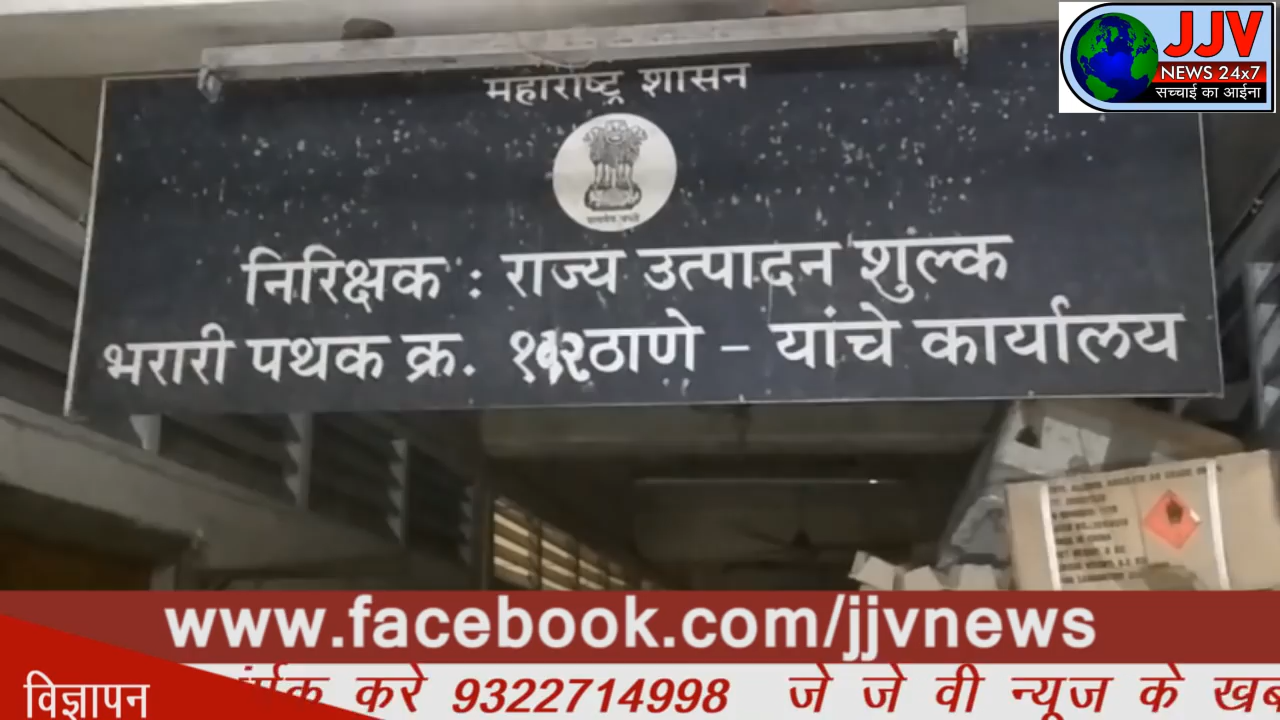 महाराष्ट्र शासन
निरिक्षक : राज्य उत्पादन शुल्क
भरारी पथक क्र. ठाणे - यांचे कार्यालय
JJV
NEWS 24x7
सच्चाई का आईना
www.facebook.com/jjvnews
विज्ञापन
करे 9322714998 जे जे वी न्यूज के खब